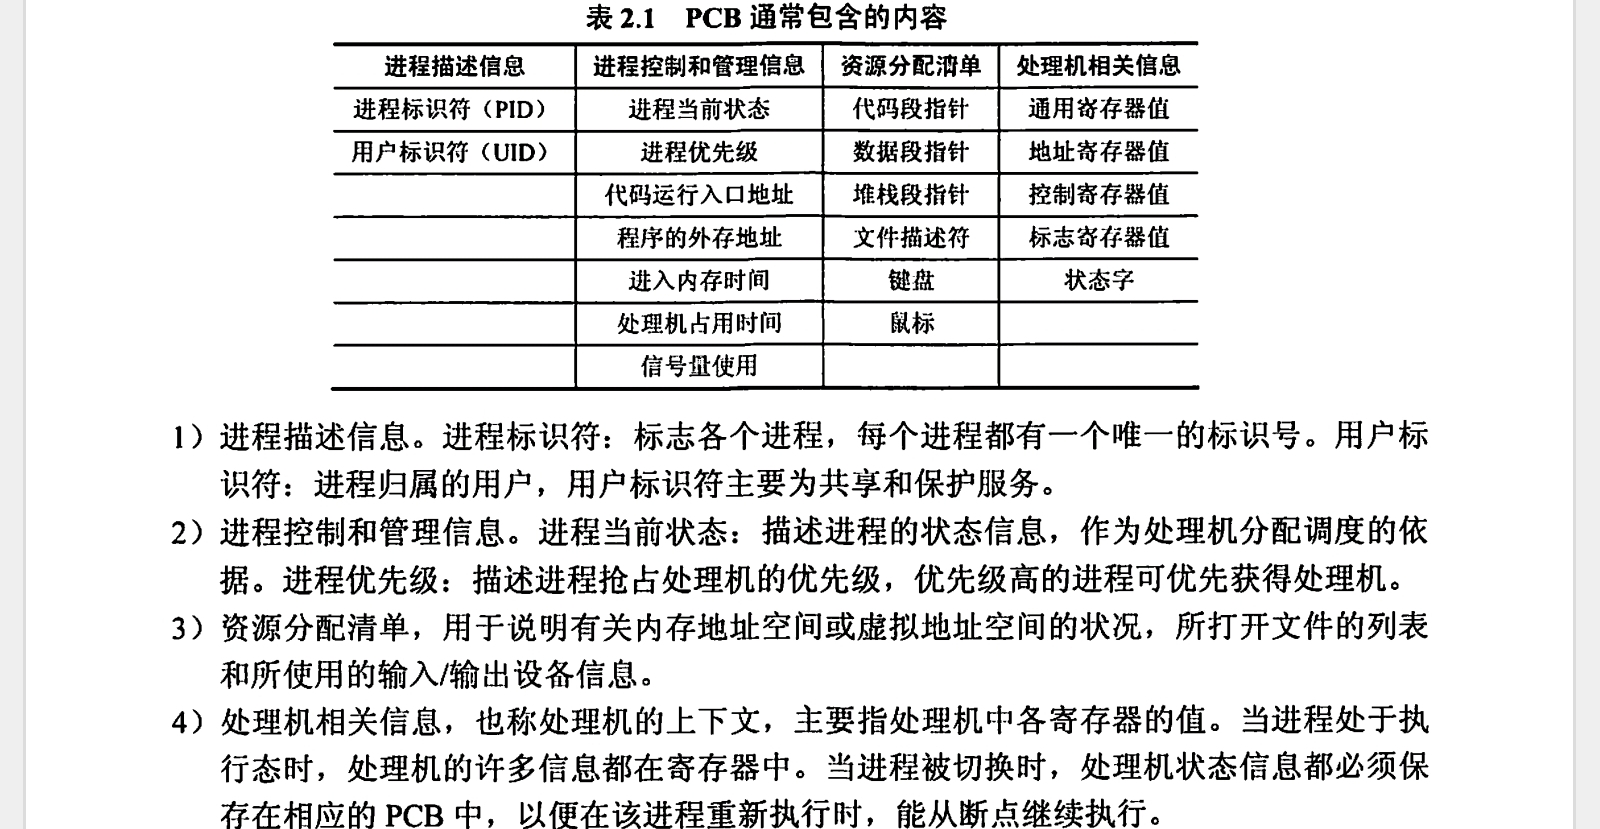 表 2.1 PCB 通常包含的内容
进程描述信息 进程控制和管理信息 资源分配清单 处理机相关信息
进程标识符（PID） 进程当前状态 代码段指针 通用寄存器值
用户标识符（UID） 进程优先级 数据段指针 地址寄存器值
代码运行入口地址 堆栈段指针 控制寄存器值
程序的外存地址 文件描述符 标志寄存器值
进入内存时间 键盘 状态字
处理机占用时间 鼠标
信号量使用
1）进程描述信息。进程标识符：标志各个进程，每个进程都有一个唯一的标识号。用户标
识符：进程归属的用户，用户标识符主要为共享和保护服务。
2）进程控制和管理信息。进程当前状态：描述进程的状态信息，作为处理机分配调度的依
据。进程优先级：描述进程抢占处理机的优先级，优先级高的进程可优先获得处理机。
3）资源分配清单，用于说明有关内存地址空间或虚拟地址空间的状况，所打开文件的列表
和所使用的输入/输出设备信息。
4）处理机相关信息，也称处理机的上下文，主要指处理机中各寄存器的值。当进程处于执
行态时，处理机的许多信息都在寄存器中。当进程被切换时，处理机状态信息都必须保
存在相应的 PCB 中，以便在该进程重新执行时，能从断点继续执行。